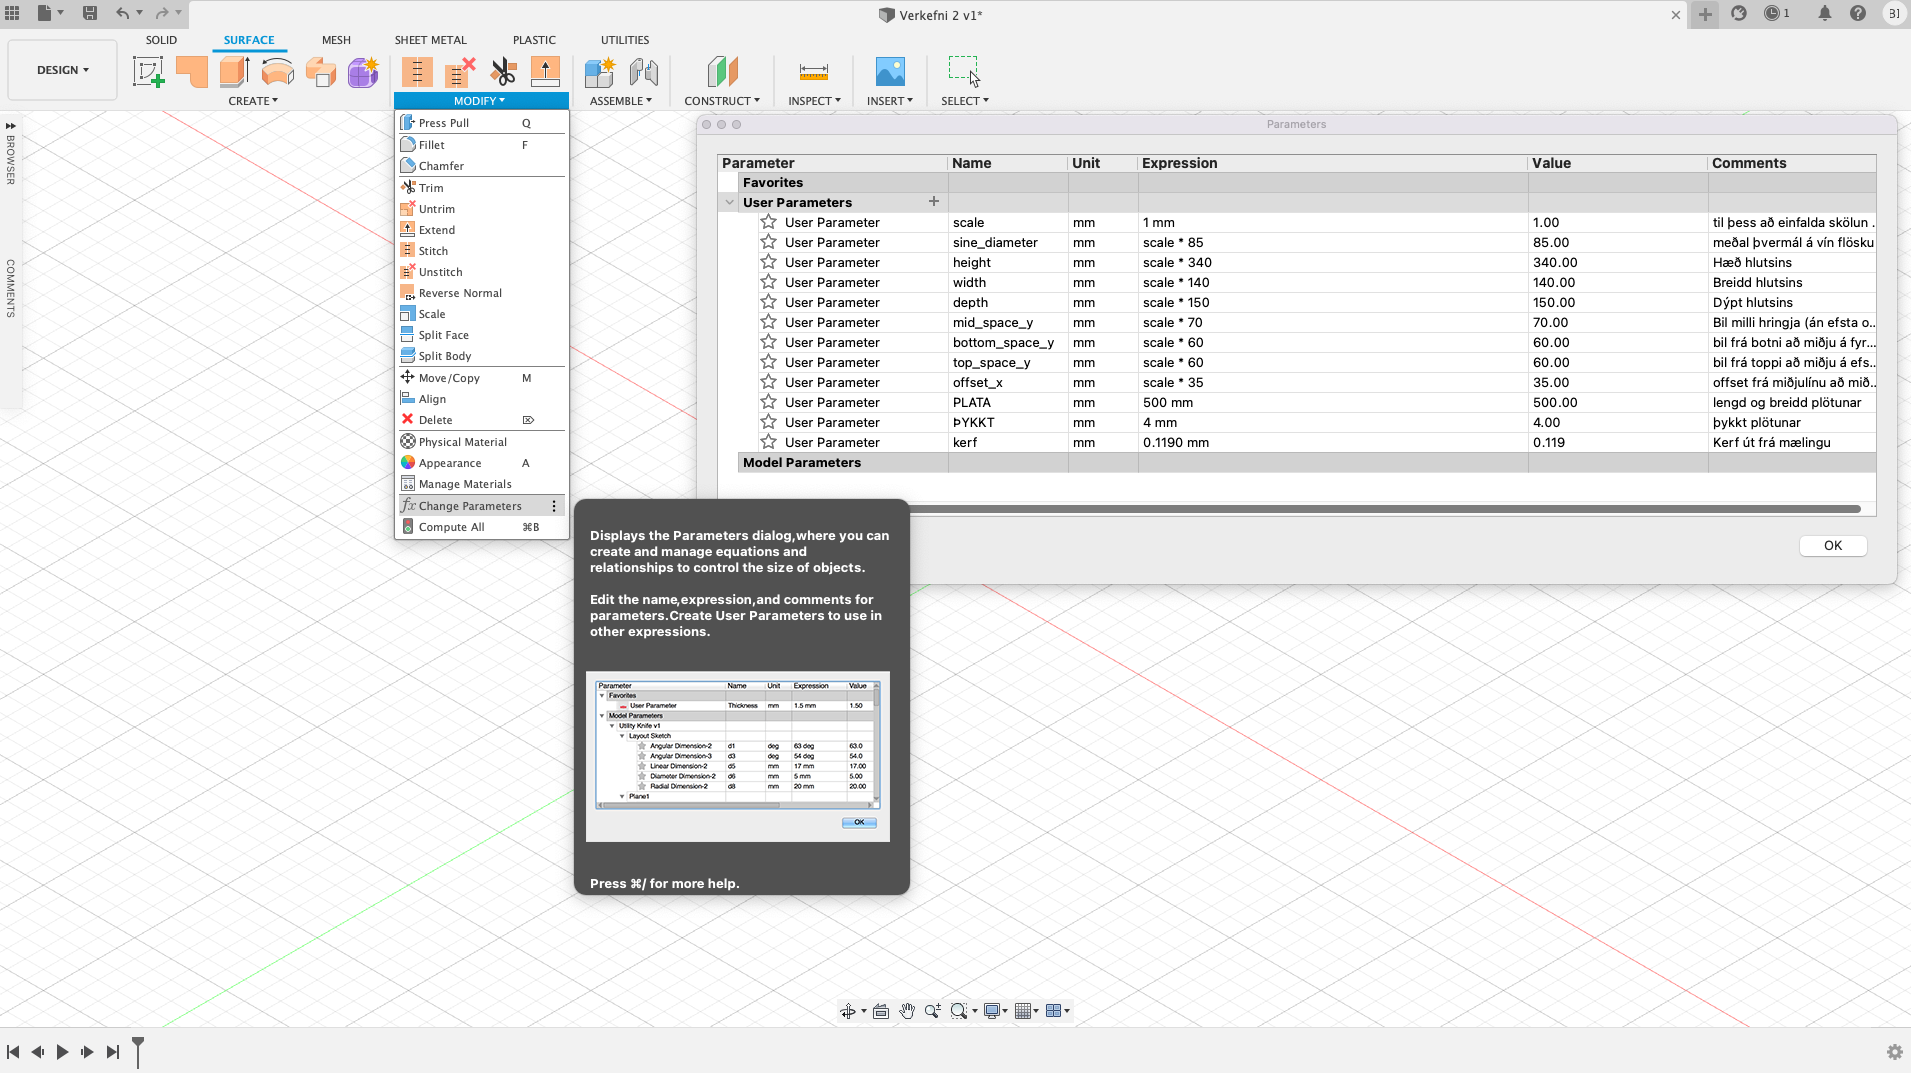 Verkefni 2 v1*
1
BI
SOLID
SURFACE
MESH
SHEET METAL
PLASTIC
UTILITIES
DESIGN
CREATE
MODIFY
ASSEMBLE
CONSTRUCT
INSPECT
INSERT
SELECT
BROWSER
COMMENTS
Press Pull Q
Fillet F
Chamfer
Trim
Untrim
Extend
Stitch
Unstitch
Reverse Normal
Scale
Split Face
Split Body
Move/Copy M
Align
Delete ⌦
Physical Material
Appearance A
Manage Materials
fx Change Parameters
Compute All ⌘B
Parameters
Parameter Name Unit Expression Value Comments
Favorites
User Parameters +
User Parameter scale mm 1 mm 1.00 til þess að einfalda skölun .
User Parameter sine_diameter mm scale * 85 85.00 meðal þvermál á vín flösku
User Parameter height mm scale * 340 340.00 Hæð hlutsins
User Parameter width mm scale * 140 140.00 Breidd hlutsins
User Parameter depth mm scale * 150 150.00 Dýpt hlutsins
User Parameter mid_space_y mm scale * 70 70.00 Bil milli hringja (án efsta o...
User Parameter bottom_space_y mm scale * 60 60.00 bil frá botni að miðju á fyr...
User Parameter top_space_y mm scale * 60 60.00 bil frá toppi að miðju á efs...
User Parameter offset_x mm scale * 35 35.00 offset frá miðjulínu að mið...
User Parameter PLATA mm 500 mm 500.00 lengd og breidd plötunar
User Parameter ÞYKKT mm 4 mm 4.00 þykkt plötunar
User Parameter kerf mm 0.1190 mm 0.119 Kerf út frá mælingu
Model Parameters
OK
Displays the Parameters dialog,where you can
create and manage equations and
relationships to control the size of objects.
Edit the name,expression,and comments for
parameters.Create User Parameters to use in
other expressions.
Parameter Name Unit Expression Value
Favorites
User Parameter Thickness mm 1.5 mm 1.50
Model Parameters
Utility Knife v1
Layout Sketch
Angular Dimension-2 d1 deg 63 deg 63.0
Angular Dimension-3 d3 deg 54 deg 54.0
Linear Dimension-2 d5 mm 17 mm 17.00
Diameter Dimension-2 d6 mm 5 mm 5.00
Radial Dimension-2 d8 mm 20 mm 20.00
Plane1
OK
Press ⌘/ for more help.